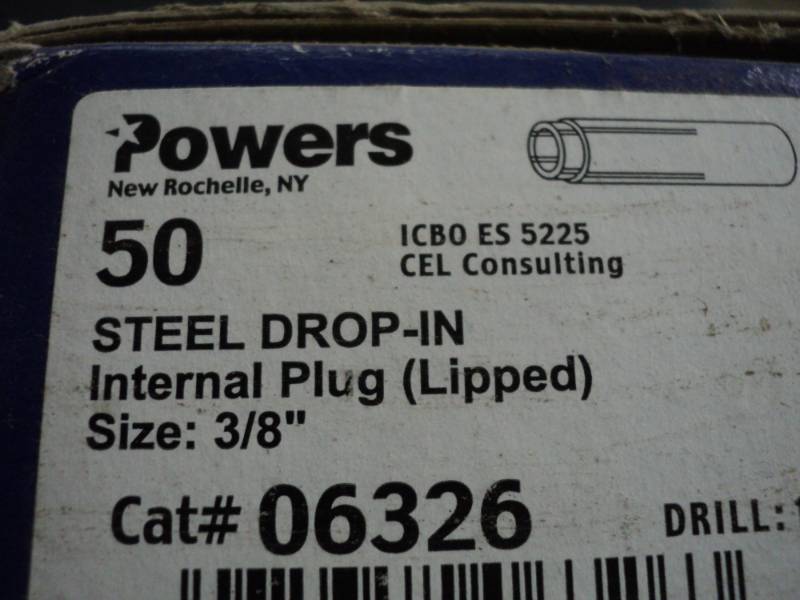 Powers
New Rochelle, NY
50
ICBO ES 5225
CEL Consulting
STEEL DROP-IN
Internal Plug (Lipped)
Size: 3/8"
Cat# 06326
DRILL: